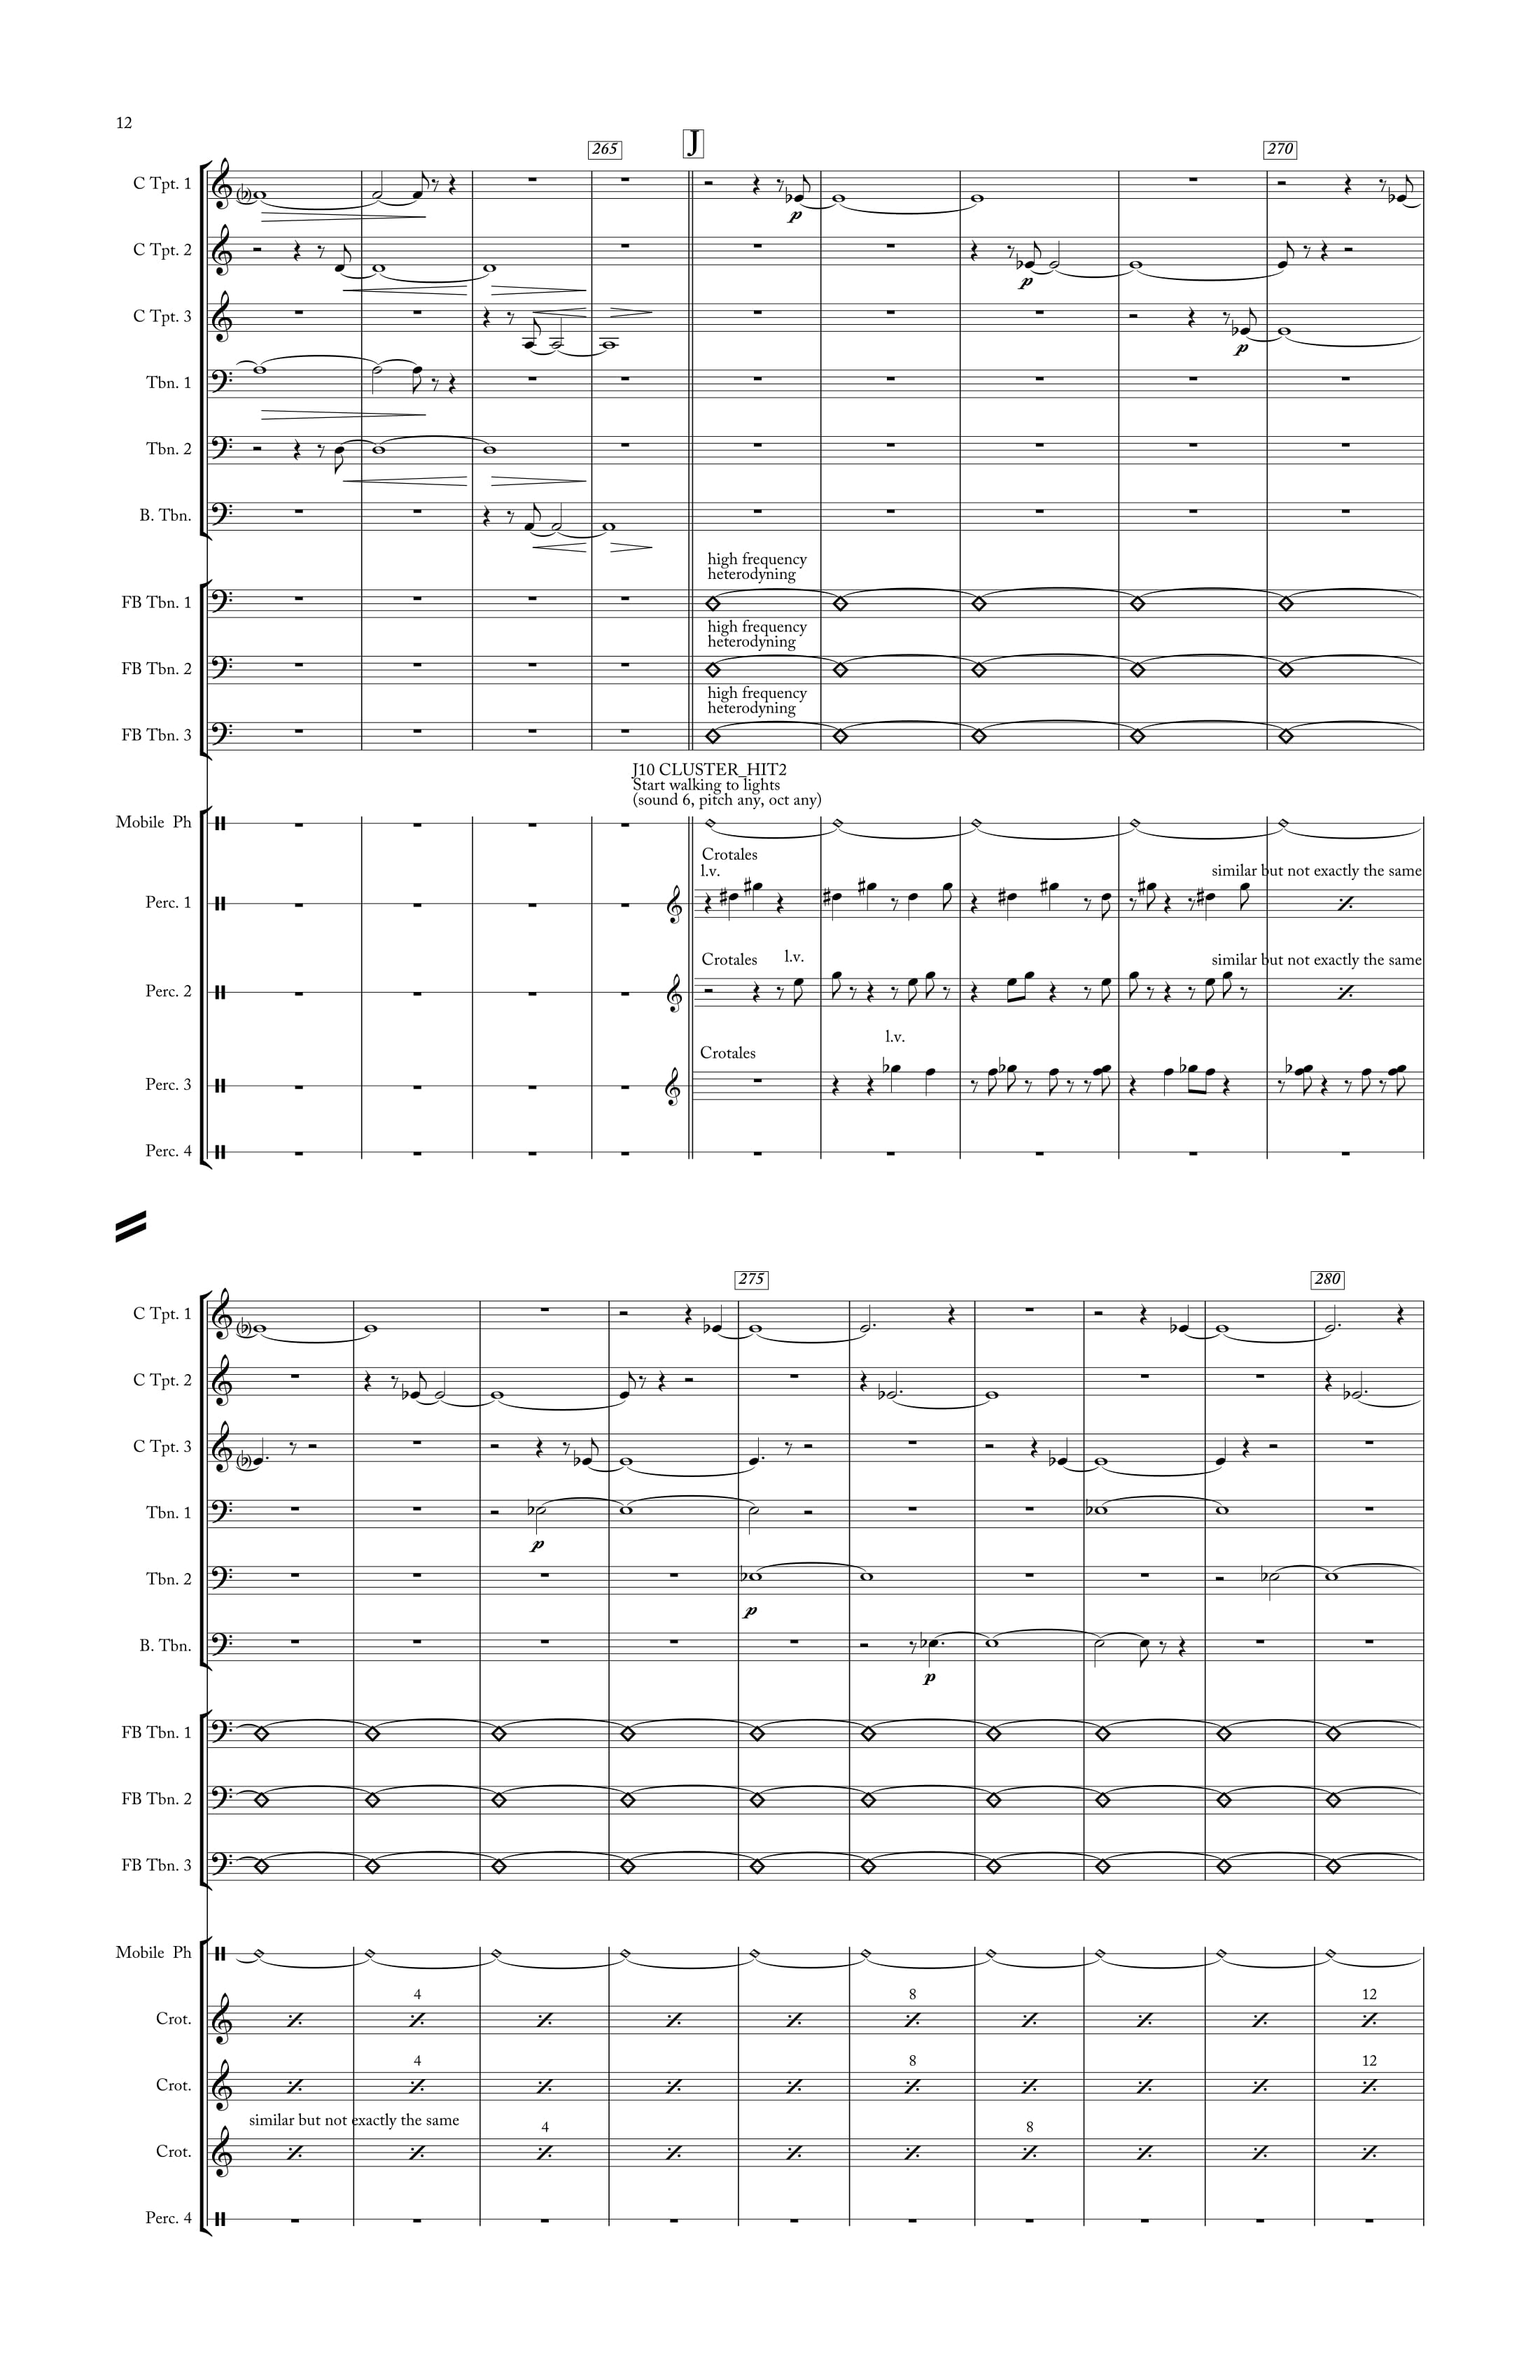 12
265
J
270
C Tpt. 1
p
C Tpt. 2
p
C Tpt. 3
p
Tbn. 1
Tbn. 2
B. Tbn.
high frequency
heterodyning
FB Tbn. 1
high frequency
heterodyning
FB Tbn. 2
high frequency
heterodyning
FB Tbn. 3
J10 CLUSTER_HIT2
Start walking to lights
(sound 6, pitch any, oct any)
Mobile Ph
Crotales
l.v.
similar but not exactly the same
Perc. 1
Crotales
l.v.
similar but not exactly the same
Perc. 2
l.v.
Crotales
Perc. 3
Perc. 4
275
280
C Tpt. 1
C Tpt. 2
C Tpt. 3
Tbn. 1
p
Tbn. 2
p
B. Tbn.
p
FB Tbn. 1
FB Tbn. 2
FB Tbn. 3
Mobile Ph
4
8
12
Crot.
4
8
12
Crot.
similar but not exactly the same
4
8
Crot.
Perc. 4